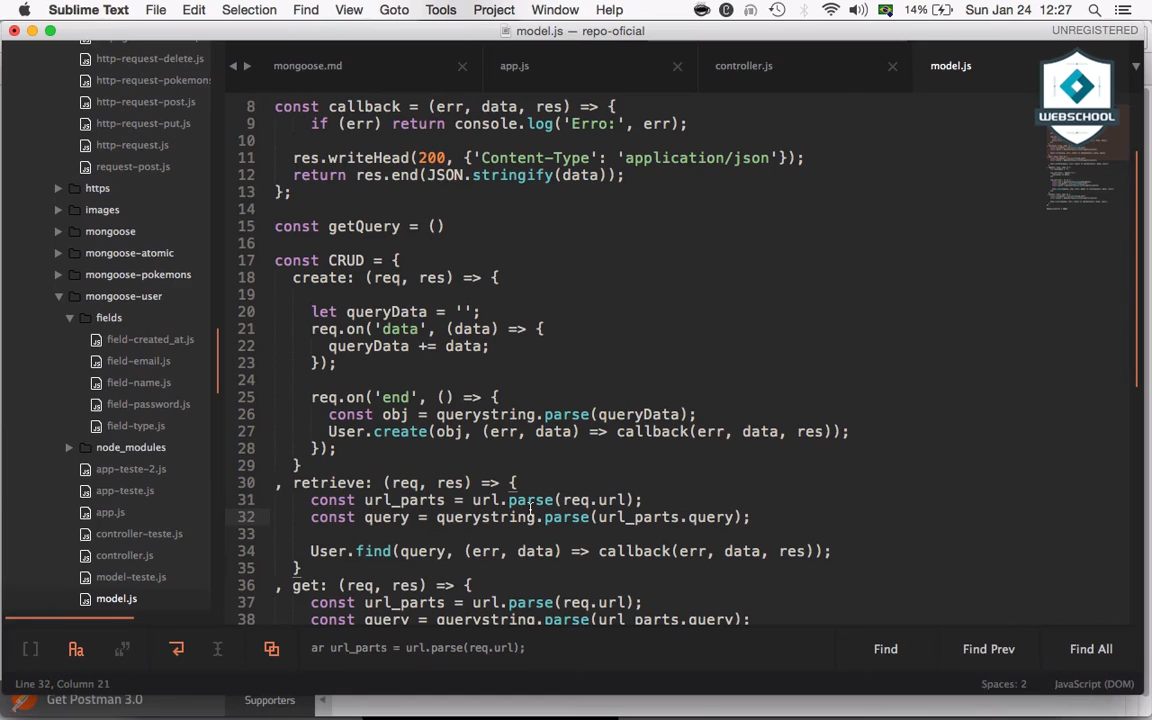 Sublime Text File Edit Selection Find View Goto Tools Project Window Help 14% Sun Jan 24 12:27
model.js — repo-oficial UNREGISTERED
mongoose.md app.js controller.js model.js
WEBSCHOOL
http-request-delete.js
http-request-pokemons
http-request-post.js
http-request-put.js
http-request.js
request-post.js
https
images
mongoose
mongoose-atomic
mongoose-pokemons
mongoose-user
fields
field-created_at.js
field-email.js
field-name.js
field-password.js
field-type.js
node_modules
app-teste-2.js
app-teste.js
app.js
controller-teste.js
controller.js
model-teste.js
model.js
8 const callback = (err, data, res) => {
9 if (err) return console.log('Erro:', err);
10
11 res.writeHead(200, {'Content-Type': 'application/json'});
12 return res.end(JSON.stringify(data));
13 };
14
15 const getQuery = ()
16
17 const CRUD = {
18 create: (req, res) => {
19
20 let queryData = '';
21 req.on('data', (data) => {
22 queryData += data;
23 });
24
25 req.on('end', () => {
26 const obj = querystring.parse(queryData);
27 User.create(obj, (err, data) => callback(err, data, res));
28 });
29 }
30 , retrieve: (req, res) => {
31 const url_parts = url.parse(req.url);
32 const query = querystring.parse(url_parts.query);
33
34 User.find(query, (err, data) => callback(err, data, res));
35 }
36 , get: (req, res) => {
37 const url_parts = url.parse(req.url);
38 const query = querystring.parse(url_parts.query);
ar url_parts = url.parse(req.url); Find Find Prev Find All
Line 32, Column 21 Spaces: 2 JavaScript (DOM)
Get Postman 3.0 Supporters